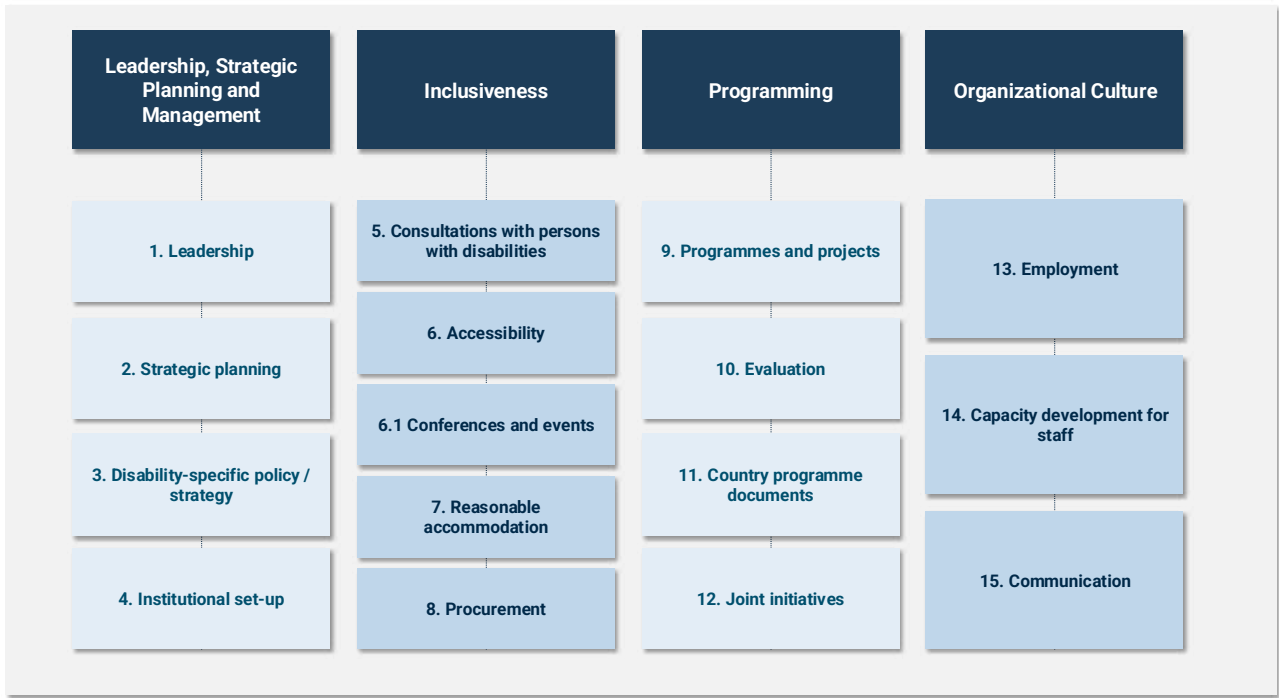 Leadership, Strategic
Planning and
Management
1. Leadership
2. Strategic planning
3. Disability-specific policy /
strategy
4. Institutional set-up
Inclusiveness
5. Consultations with persons
with disabilities
6. Accessibility
6.1 Conferences and events
7. Reasonable
accommodation
8. Procurement
Programming
9. Programmes and projects
10. Evaluation
11. Country programme
documents
12. Joint initiatives
Organizational Culture
13. Employment
14. Capacity development for
staff
15. Communication